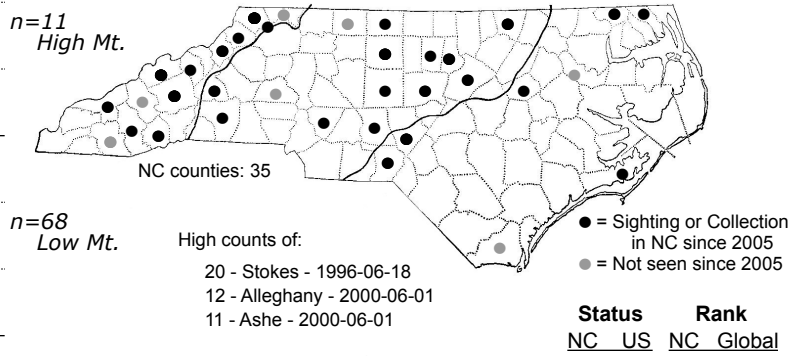 n=11
High Mt.
NC counties: 35
n=68
Low Mt.
High counts of:
20 - Stokes - 1996-06-18
12 - Alleghany - 2000-06-01
11 - Ashe - 2000-06-01
● = Sighting or Collection
in NC since 2005
● = Not seen since 2005
Status Rank
NC US NC Global